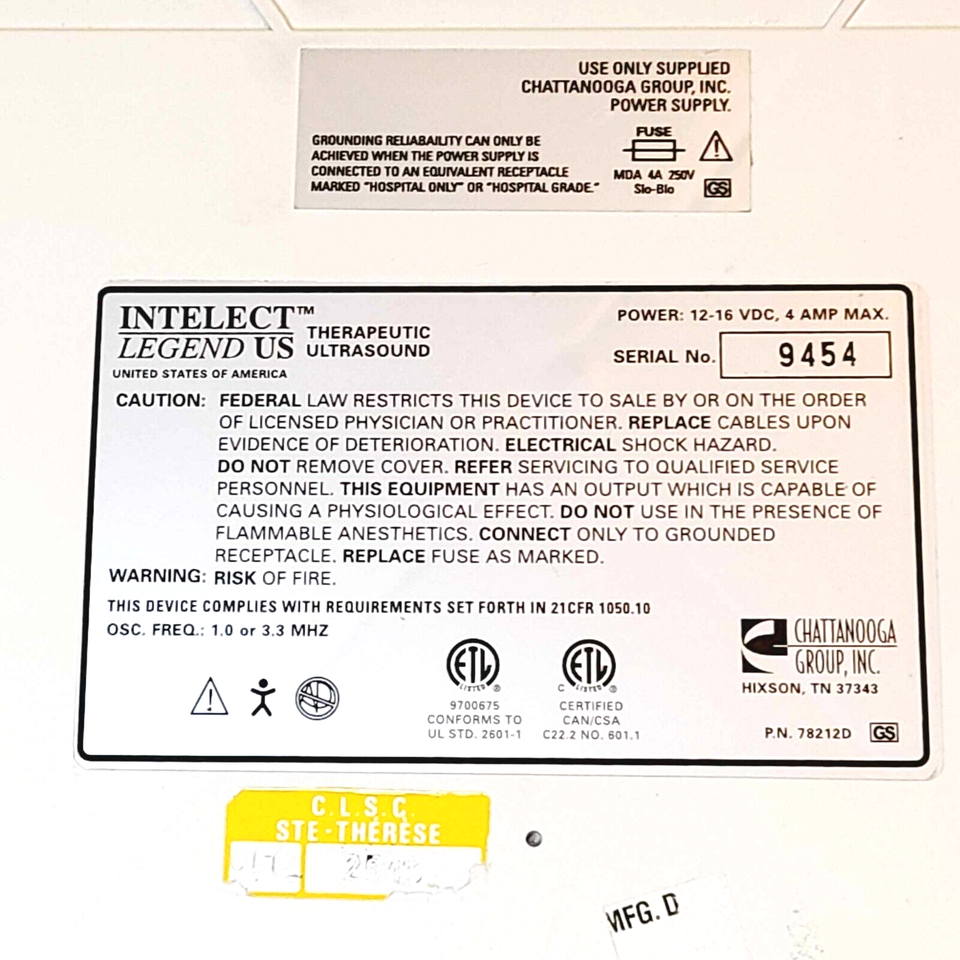 USE ONLY SUPPLIED
CHATTANOOGA GROUP, INC.
POWER SUPPLY.
GROUNDING RELIABAILITY CAN ONLY BE
ACHIEVED WHEN THE POWER SUPPLY IS
CONNECTED TO AN EQUIVALENT RECEPTACLE
MARKED "HOSPITAL ONLY" OR "HOSPITAL GRADE."
FUSE
MDA 4A 250V
Slo-Blo
GS
INTELECT™
LEGEND US
THERAPEUTIC
ULTRASOUND
UNITED STATES OF AMERICA
POWER: 12-16 VDC, 4 AMP MAX.
SERIAL No. 9454
CAUTION: FEDERAL LAW RESTRICTS THIS DEVICE TO SALE BY OR ON THE ORDER
OF LICENSED PHYSICIAN OR PRACTITIONER. REPLACE CABLES UPON
EVIDENCE OF DETERIORATION. ELECTRICAL SHOCK HAZARD.
DO NOT REMOVE COVER. REFER SERVICING TO QUALIFIED SERVICE
PERSONNEL. THIS EQUIPMENT HAS AN OUTPUT WHICH IS CAPABLE OF
CAUSING A PHYSIOLOGICAL EFFECT. DO NOT USE IN THE PRESENCE OF
FLAMMABLE ANESTHETICS. CONNECT ONLY TO GROUNDED
RECEPTACLE. REPLACE FUSE AS MARKED.
WARNING: RISK OF FIRE.
THIS DEVICE COMPLIES WITH REQUIREMENTS SET FORTH IN 21CFR 1050.10
OSC. FREQ.: 1.0 or 3.3 MHZ
ETL
LISTED
9700675
CONFORMS TO
UL STD. 2601-1
ETL
C LISTED
CERTIFIED
CAN/CSA
C22.2 NO. 601.1
CHATTANOOGA
GROUP, INC.
HIXSON, TN 37343
P.N. 78212D GS
C.L.S.C.
STE-THÉRÈSE
MFG. D